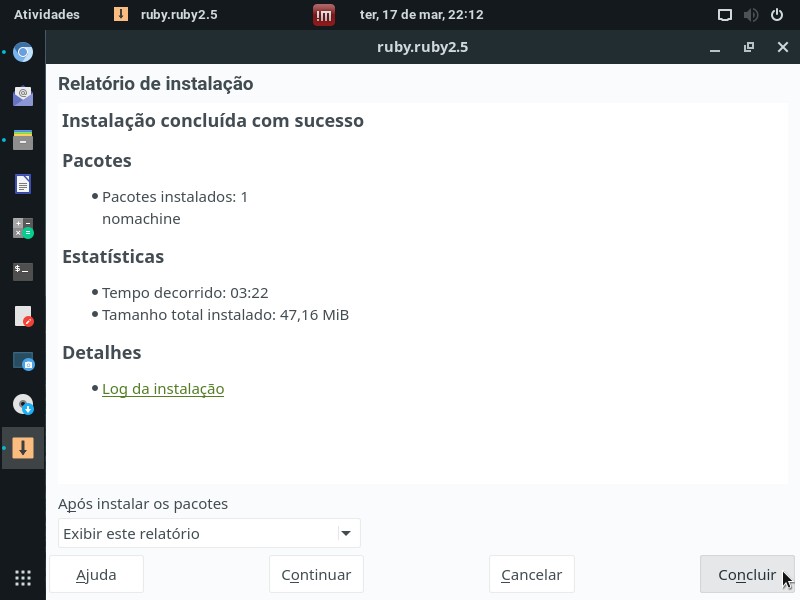 Atividades
ruby.ruby2.5
!M
ter, 17 de mar, 22:12
ruby.ruby2.5
Relatório de instalação
Instalação concluída com sucesso
Pacotes
Pacotes instalados: 1
nomachine
Estatísticas
Tempo decorrido: 03:22
Tamanho total instalado: 47,16 MiB
Detalhes
Log da instalação
Após instalar os pacotes
Exibir este relatório
Ajuda
Continuar
Cancelar
Concluir